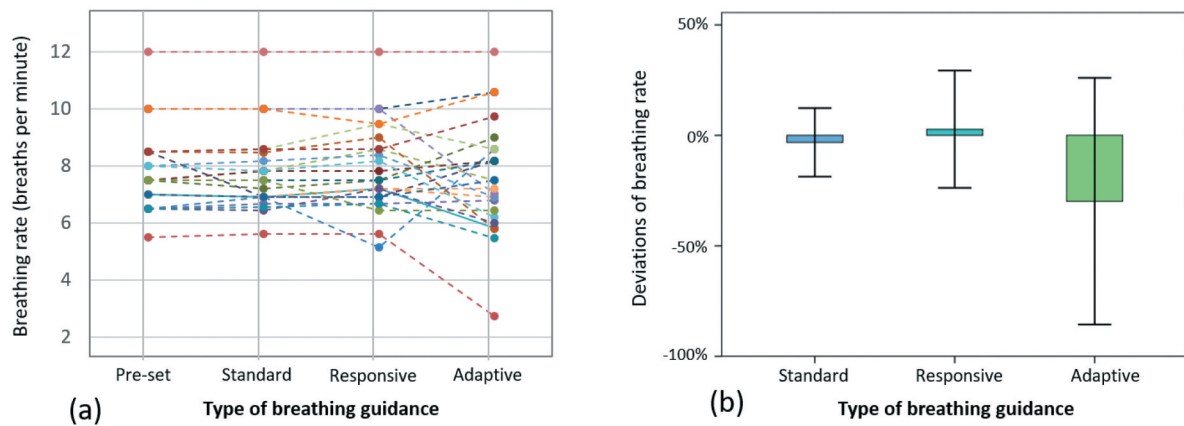 Breathing rate (breaths per minute)
12
10
8
6
4
2
Pre-set Standard Responsive Adaptive
(a) Type of breathing guidance
Deviations of breathing rate
50%
0%
-50%
-100%
Standard Responsive Adaptive
(b) Type of breathing guidance